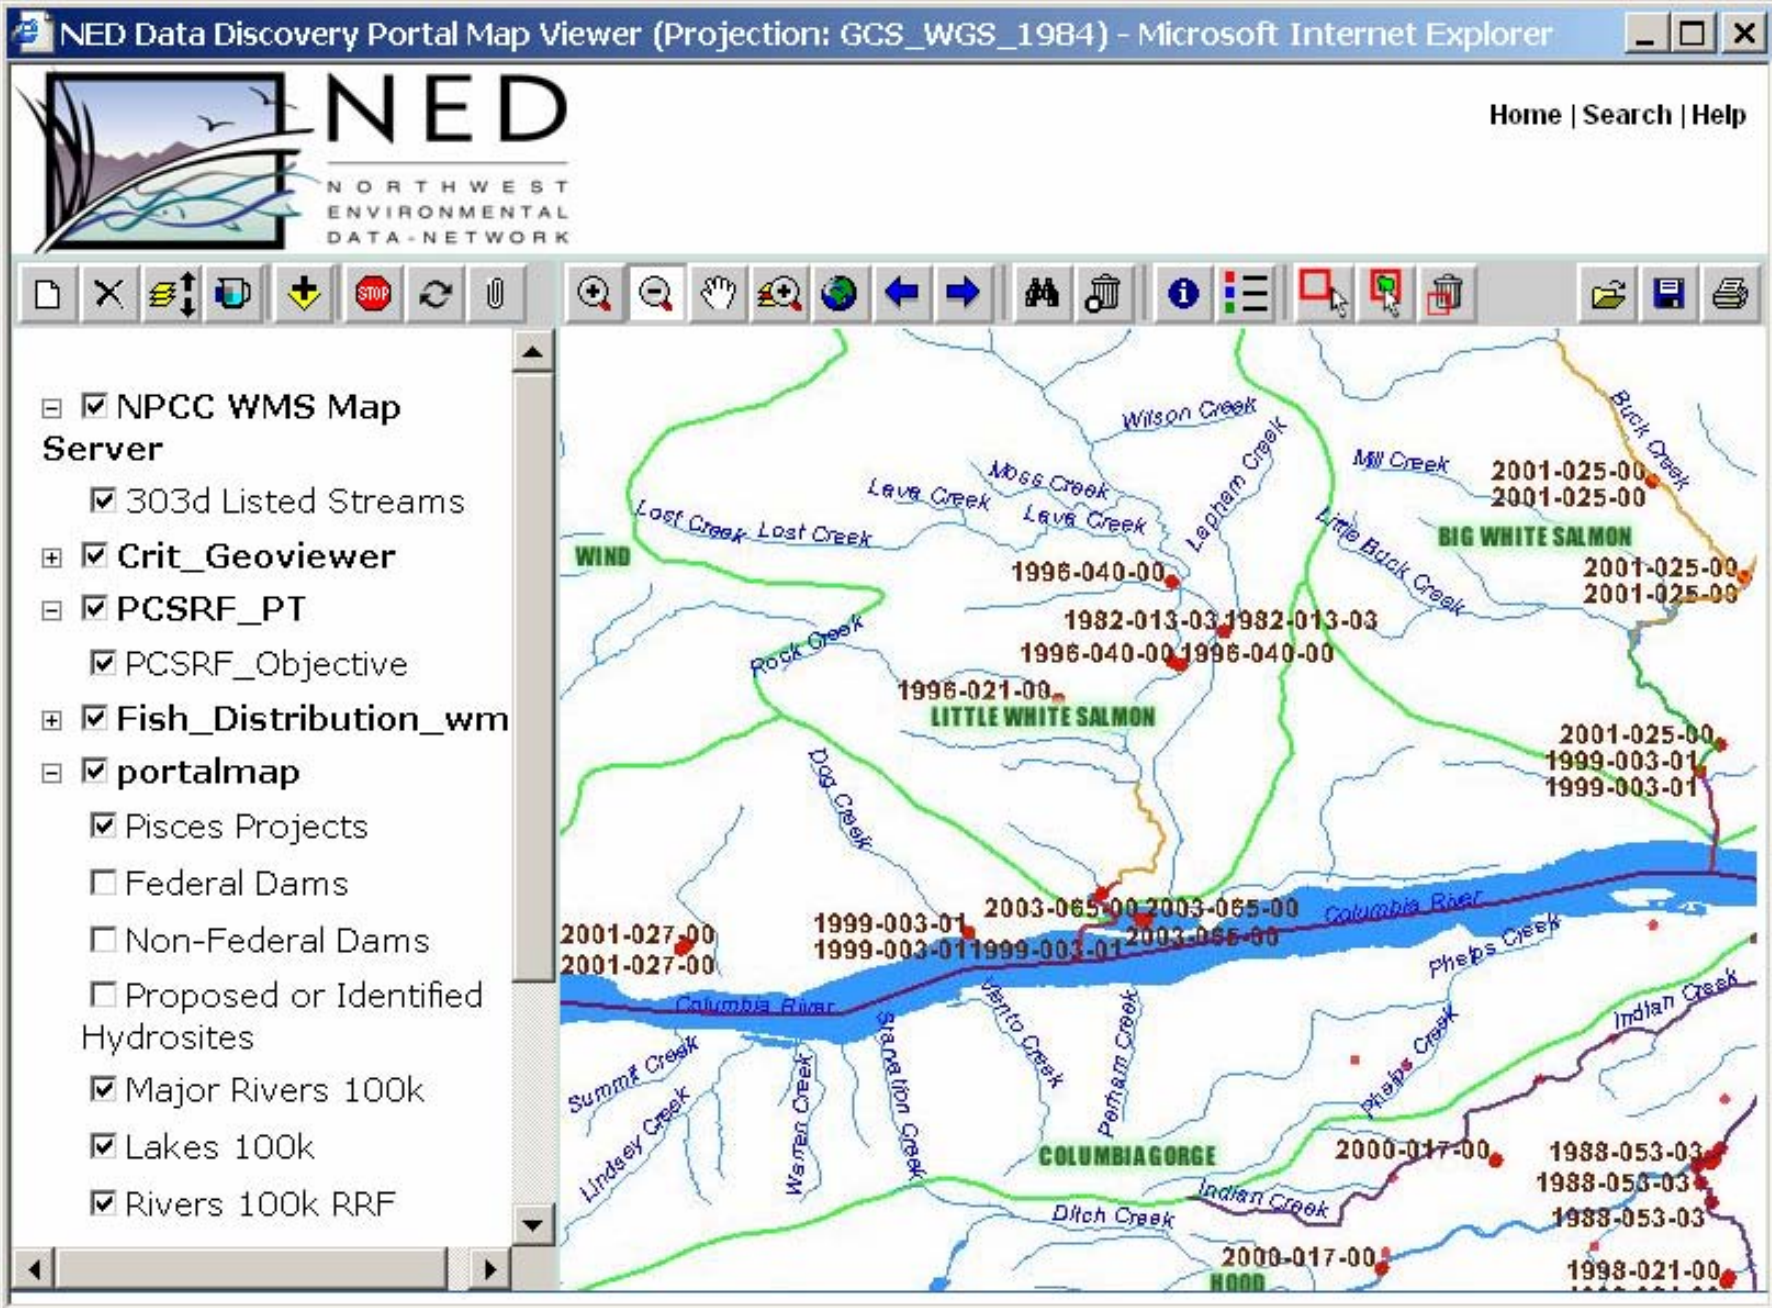 NED Data Discovery Portal Map Viewer (Projection: GCS_WGS_1984) - Microsoft Internet Explorer
NED
NORTHWEST
ENVIRONMENTAL
DATA-NETWORK
Home | Search | Help
STOP
NPCC WMS Map
Server
303d Listed Streams
Crit_Geoviewer
PCSRF_PT
PCSRF_Objective
Fish_Distribution_wm
portalmap
Pisces Projects
Federal Dams
Non-Federal Dams
Proposed or Identified
Hydrosites
Major Rivers 100k
Lakes 100k
Rivers 100k RRF
Wilson Creek
Buck Creek
Lapham Creek
Mill Creek
2001-025-00
2001-025-00
Moss Creek
Lava Creek
Lava Creek
Lost Creek
Lost Creek
Little Buck Creek
BIG WHITE SALMON
WIND
1996-040-00
2001-025-00
2001-025-00
1982-013-03
1982-013-03
Rock Creek
1996-040-00
1996-040-00
1996-021-00
LITTLE WHITE SALMON
2001-025-00
1999-003-01
1999-003-01
Dog Creek
2003-065-00
2003-065-00
Columbia River
1999-003-01
2001-027-00
1999-003-01
1999-003-01
2003-065-00
2001-027-00
Phelps Creek
Columbia River
Viento Creek
Indian Creek
Starvation Creek
Perham Creek
Phelps Creek
Summit Creek
Lindsey Creek
Warren Creek
COLUMBIA GORGE
2000-017-00
1988-053-03
1988-053-03
Indian Creek
Ditch Creek
1988-053-03
2000-017-00
HOOD
1998-021-00